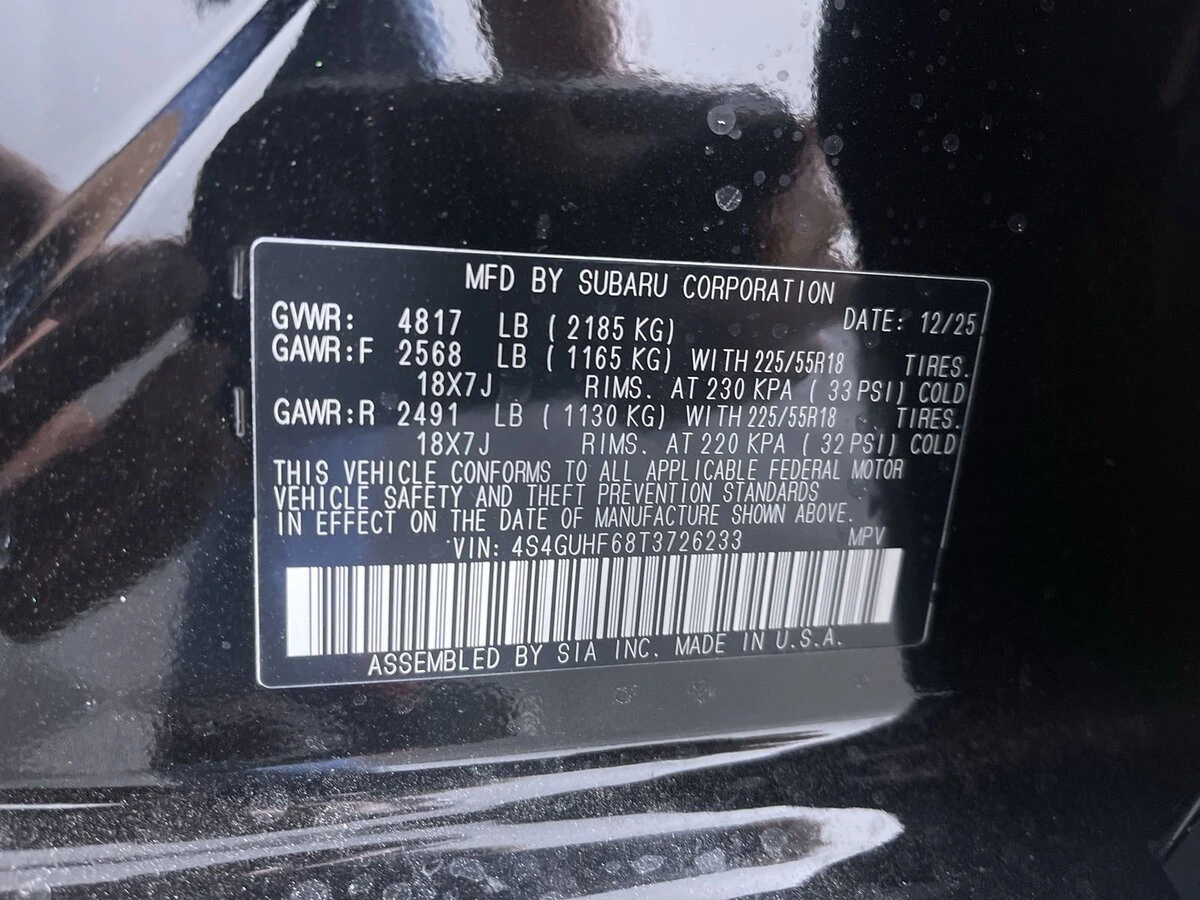 MFD BY SUBARU CORPORATION
GVWR: 4817 LB ( 2185 KG) DATE: 12/25
GAWR:F 2568 LB ( 1165 KG) WITH 225/55R18 TIRES.
18X7J RIMS. AT 230 KPA ( 33 PSI) COLD
GAWR:R 2491 LB ( 1130 KG) WITH 225/55R18 TIRES.
18X7J RIMS. AT 220 KPA ( 32 PSI) COLD
THIS VEHICLE CONFORMS TO ALL APPLICABLE FEDERAL MOTOR
VEHICLE SAFETY AND THEFT PREVENTION STANDARDS
IN EFFECT ON THE DATE OF MANUFACTURE SHOWN ABOVE.
VIN: 4S4GUHF68T3726233 MPV
ASSEMBLED BY SIA INC. MADE IN U.S.A.